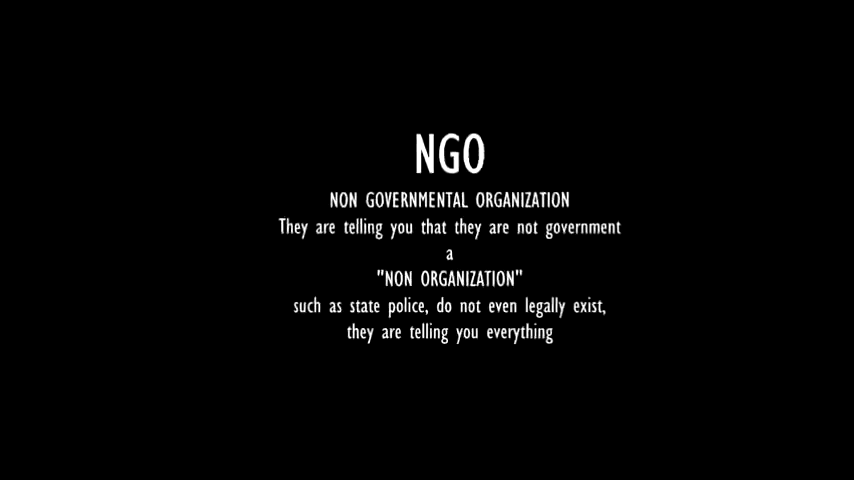 NGO
NON GOVERNMENTAL ORGANIZATION
They are telling you that they are not government
a
"NON ORGANIZATION"
such as state police, do not even legally exist,
they are telling you everything